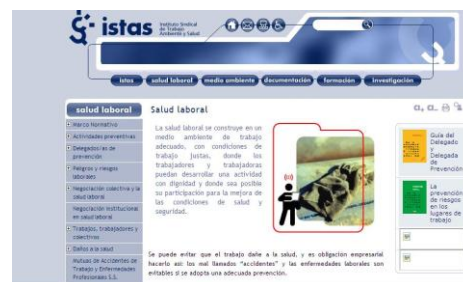 istas
Instituto Sindical
de Trabajo
Ambiente y Salud
istas
salud laboral
medio ambiente
documentación
formación
investigación
salud laboral
Marco Normativo
Actividades preventivas
Delegados/as de
prevención
Peligros y riesgos
laborales
Negociación colectiva y la
salud laboral
Negociación institucional
en salud laboral
Trabajos, trabajadores y
colectivos
Daños a la salud
Mutuas de Accidentes de
Trabajo y Enfermedades
Profesionales S.S.
Salud laboral
La salud laboral se construye en un
medio ambiente de trabajo
adecuado, con condiciones de
trabajo justas, donde los
trabajadores y trabajadoras
puedan desarrollar una actividad
con dignidad y donde sea posible
su participación para la mejora de
las condiciones de salud y
seguridad.
Se puede evitar que el trabajo dañe a la salud, y es obligación empresarial
hacerlo así: los mal llamados "accidentes" y las enfermedades laborales son
evitables si se adopta una adecuada prevención.
a+ a-
Guía del
Delegado
y
Delegada
de
Prevención
La
prevención
de riesgos
en los
lugares de
trabajo